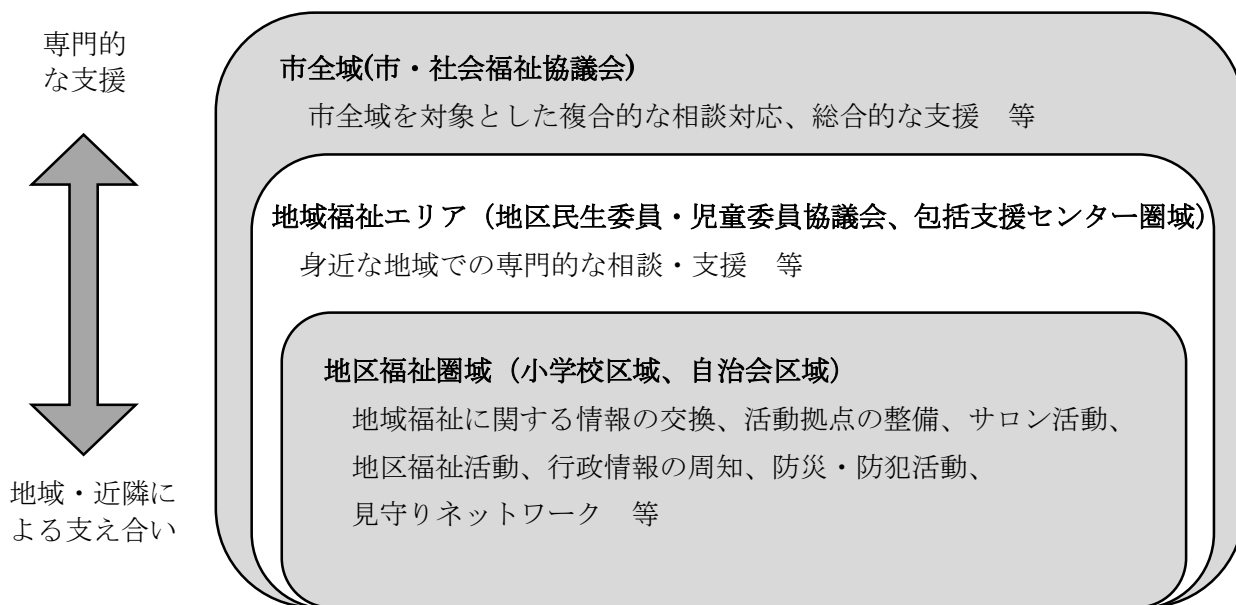 専門的
な支援
市全域(市・社会福祉協議会)
市全域を対象とした複合的な相談対応、総合的な支援　等
地域福祉エリア（地区民生委員・児童委員協議会、包括支援センター圏域）
身近な地域での専門的な相談・支援　等
地区福祉圏域（小学校区域、自治会区域）
地域福祉に関する情報の交換、活動拠点の整備、サロン活動、
地区福祉活動、行政情報の周知、防災・防犯活動、
見守りネットワーク　等
地域・近隣に
よる支え合い